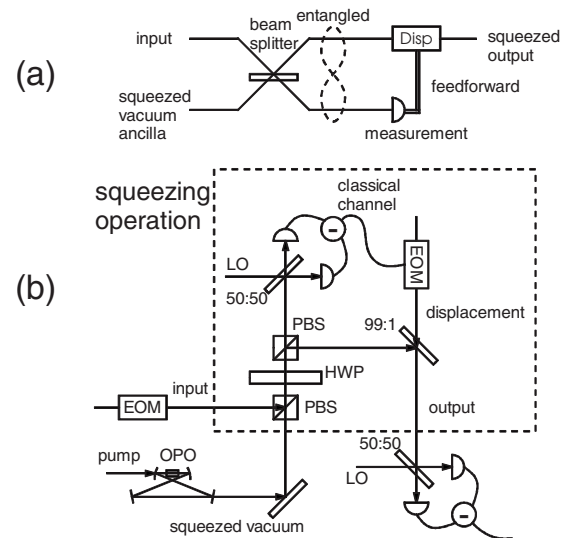 (a)
input
beam
splitter
entangled
Disp
squeezed
output
squeezed
vacuum
ancilla
feedforward
measurement
(b)
squeezing
operation
classical
channel
−
LO
50:50
EOM
PBS
99:1
displacement
HWP
input
EOM
PBS
output
pump
OPO
50:50
LO
squeezed vacuum
−